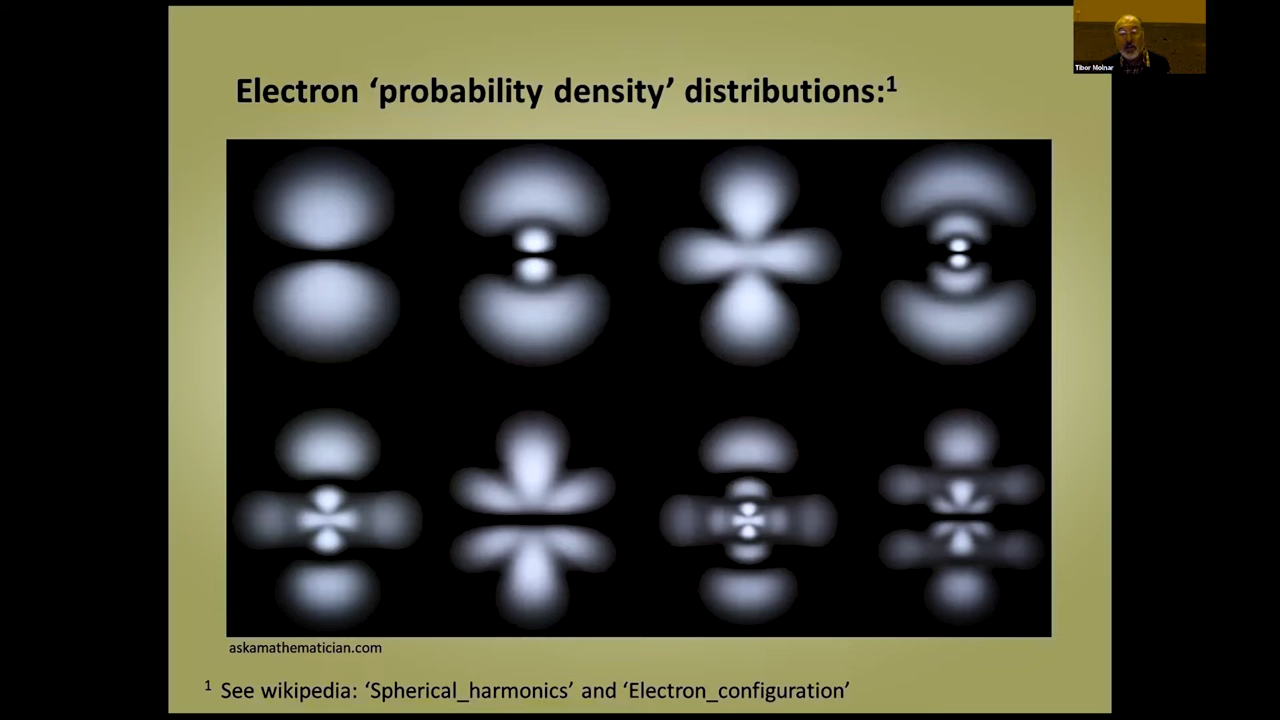 Tibor Molnar
Electron ‘probability density’ distributions:¹
askamathematician.com
¹ See wikipedia: ‘Spherical_harmonics’ and ‘Electron_configuration’